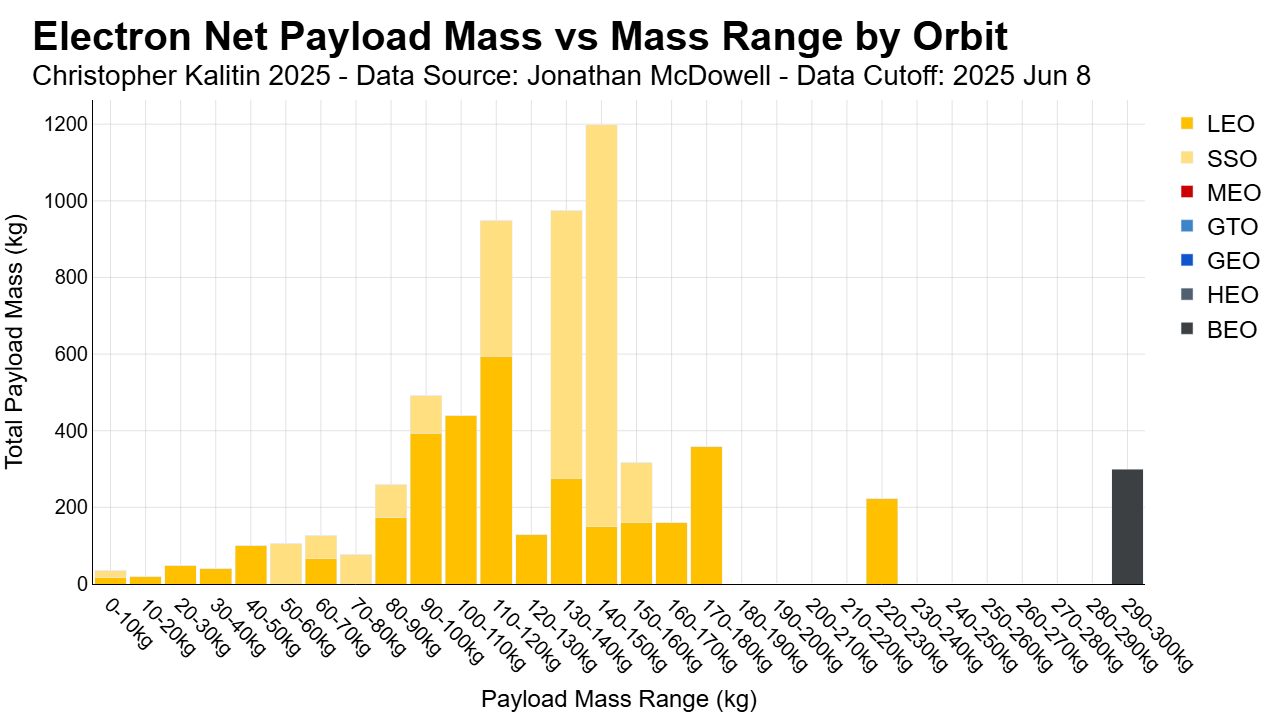 Electron Net Payload Mass vs Mass Range by Orbit
Christopher Kalitin 2025 - Data Source: Jonathan McDowell - Data Cutoff: 2025 Jun 8
LEO
SSO
MEO
GTO
GEO
HEO
BEO
Total Payload Mass (kg)
1200
1000
800
600
400
200
0
0-10kg
10-20kg
20-30kg
30-40kg
40-50kg
50-60kg
60-70kg
70-80kg
80-90kg
90-100kg
100-110kg
110-120kg
120-130kg
130-140kg
140-150kg
150-160kg
160-170kg
170-180kg
180-190kg
190-200kg
200-210kg
210-220kg
220-230kg
230-240kg
240-250kg
250-260kg
260-270kg
270-280kg
280-290kg
290-300kg
Payload Mass Range (kg)